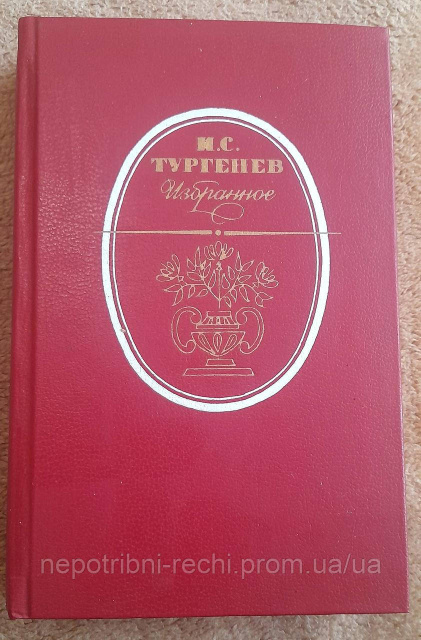 И.С.
ТУРГЕНЕВ
Избранное
nepotribni-rechi.prom.ua/ua